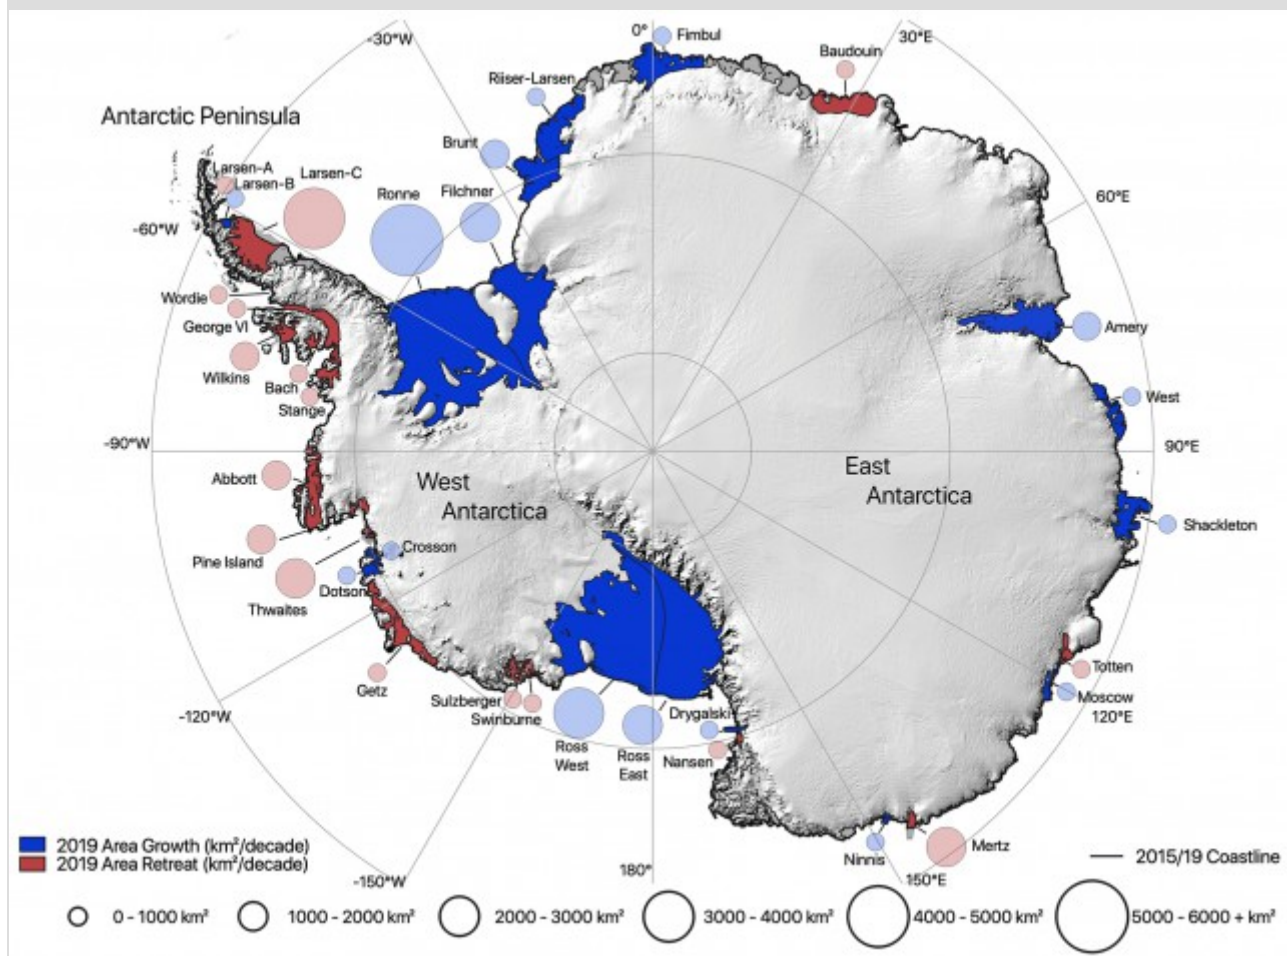 0°
Fimbul
30°E
-30°W
Baudouin
Riiser-Larsen
Antarctic Peninsula
Brunt
Larsen-A
Larsen-C
Larsen-B
Ronne
Filchner
60°E
-60°W
Wordie
George VI
Amery
Wilkins
Bach
West
Stange
-90°W
90°E
Abbott
West
Antarctica
East
Antarctica
Shackleton
Crosson
Pine Island
Dotson
Thwaites
Totten
Getz
Moscow
Sulzberger
Swinburne
Drygalski
120°E
-120°W
Ross
West
Ross
East
Nansen
2019 Area Growth (km²/decade)
2019 Area Retreat (km²/decade)
Ninnis
Mertz
2015/19 Coastline
180°
-150°W
150°E
0 - 1000 km²
1000 - 2000 km²
2000 - 3000 km²
3000 - 4000 km²
4000 - 5000 km²
5000 - 6000 + km²